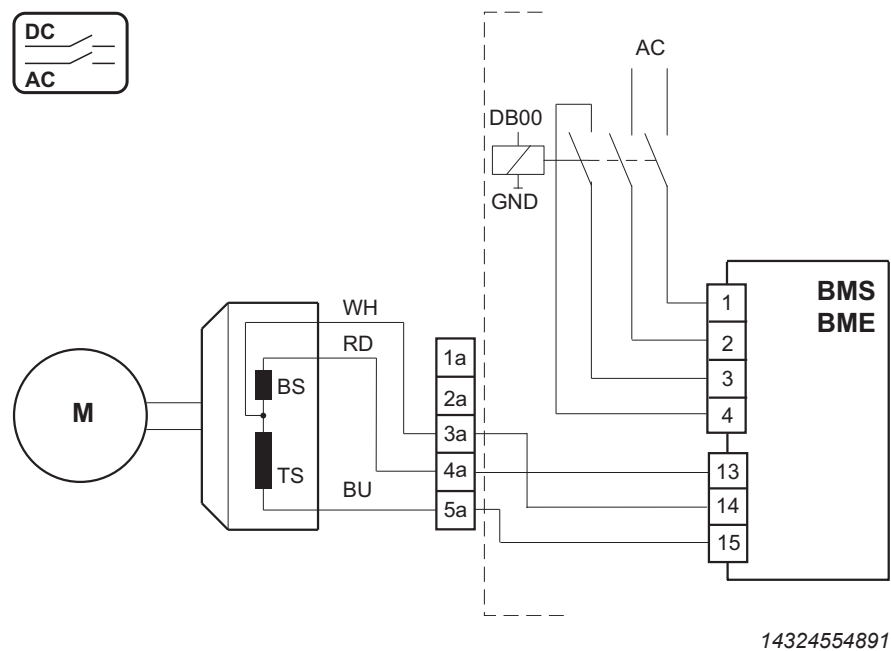 DC
AC
AC
DB00
GND
BMS
BME
1
2
3
4
13
14
15
WH
RD
BS
TS
BU
M
1a
2a
3a
4a
5a
14324554891